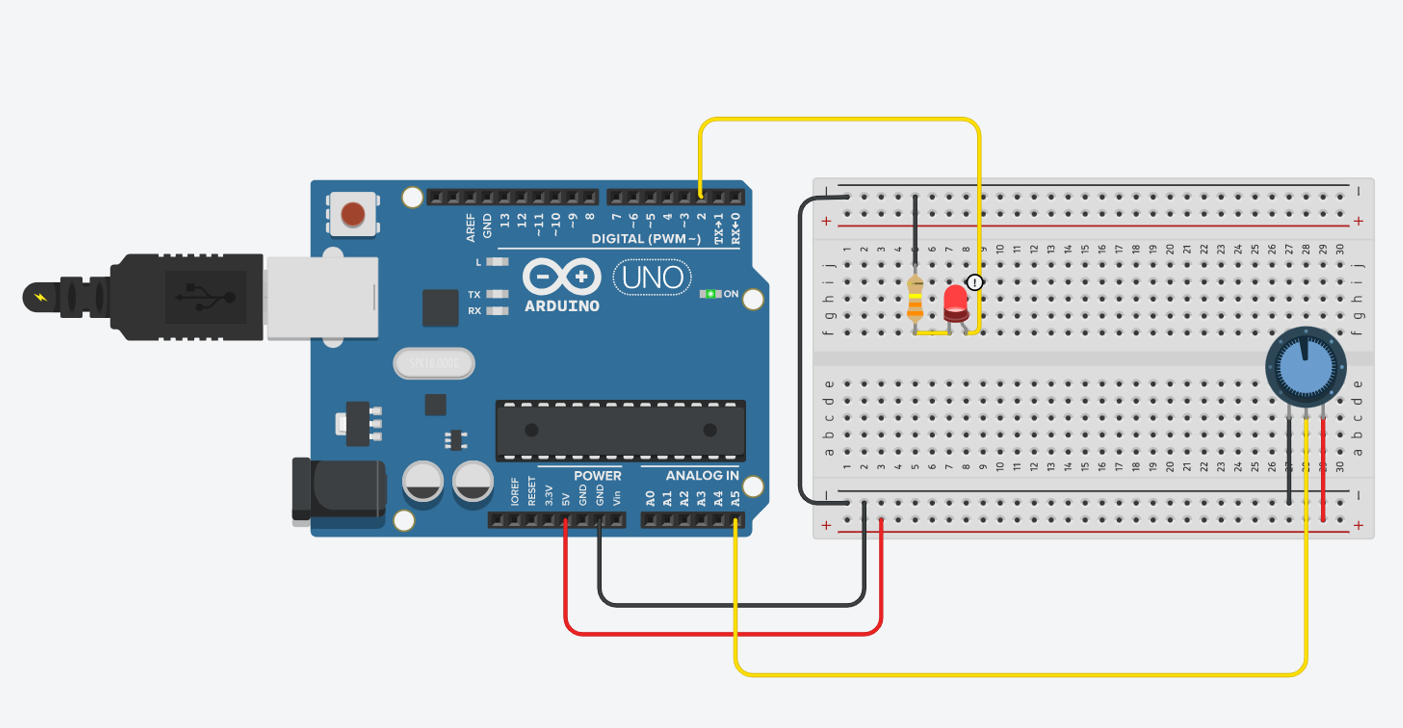 AREF
GND
13
12
~11
~10
~9
8
7
~6
~5
4
~3
2
TX→1
RX←0
DIGITAL (PWM~)
L
TX
RX
ARDUINO
UNO
ON
SPK16.000G
POWER
ANALOG IN
IOREF
RESET
3.3V
5V
GND
GND
Vin
A0
A1
A2
A3
A4
A5
− −
+ +
1 2 3 4 5 6 7 8 9 10 11 12 13 14 15 16 17 18 19 20 21 22 23 24 25 26 27 28 29 30
j j
i i
!
h h
g g
f f
e e
d d
c c
b b
a a
1 2 3 4 5 6 7 8 9 10 11 12 13 14 15 16 17 18 19 20 21 22 23 24 25 26 27 28 29 30
− −
+ +